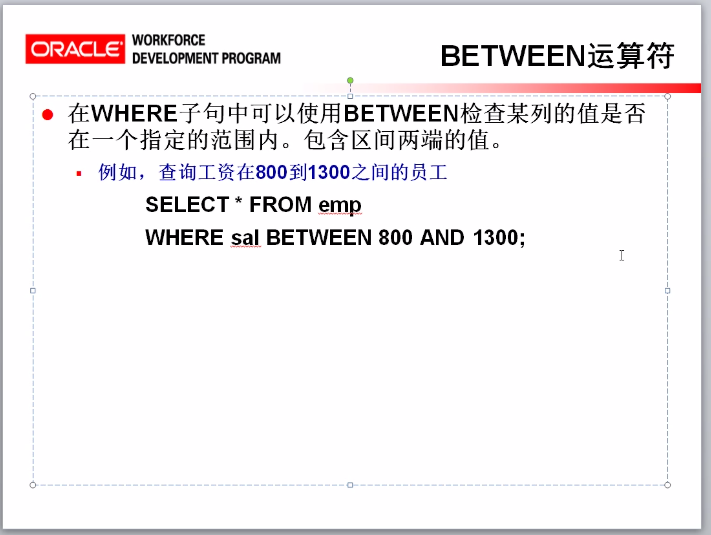 ORACLE WORKFORCE
DEVELOPMENT PROGRAM
BETWEEN运算符
在WHERE子句中可以使用BETWEEN检查某列的值是否
在一个指定的范围内。包含区间两端的值。
例如，查询工资在800到1300之间的员工
SELECT * FROM emp
WHERE sal BETWEEN 800 AND 1300;